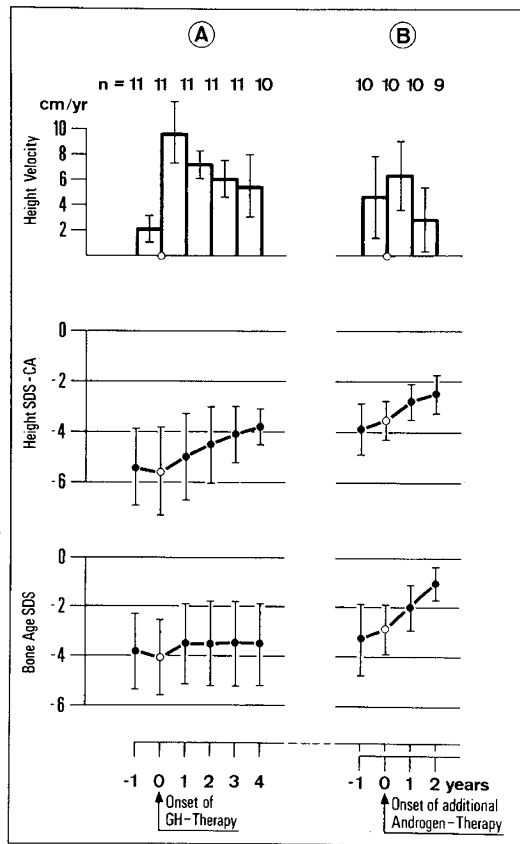 A B
n = 11 11 11 11 11 10 10 10 10 9
cm/yr
Height Velocity
10
8
6
4
2
Height SDS - CA
0
-2
-4
-6
Bone Age SDS
0
-2
-4
-6
-1 0 1 2 3 4 -1 0 1 2 years
Onset of
GH-Therapy
Onset of additional
Androgen-Therapy